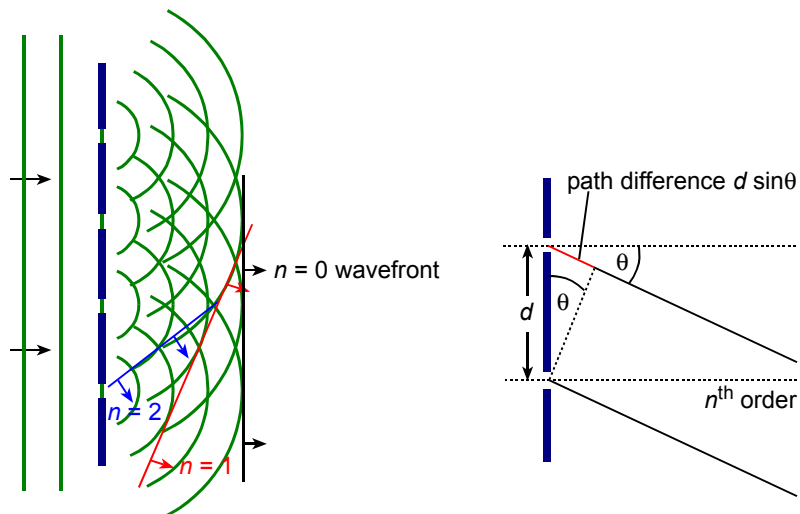 n = 0 wavefront
n = 2
n = 1
path difference d sinθ
θ
θ
d
nth order